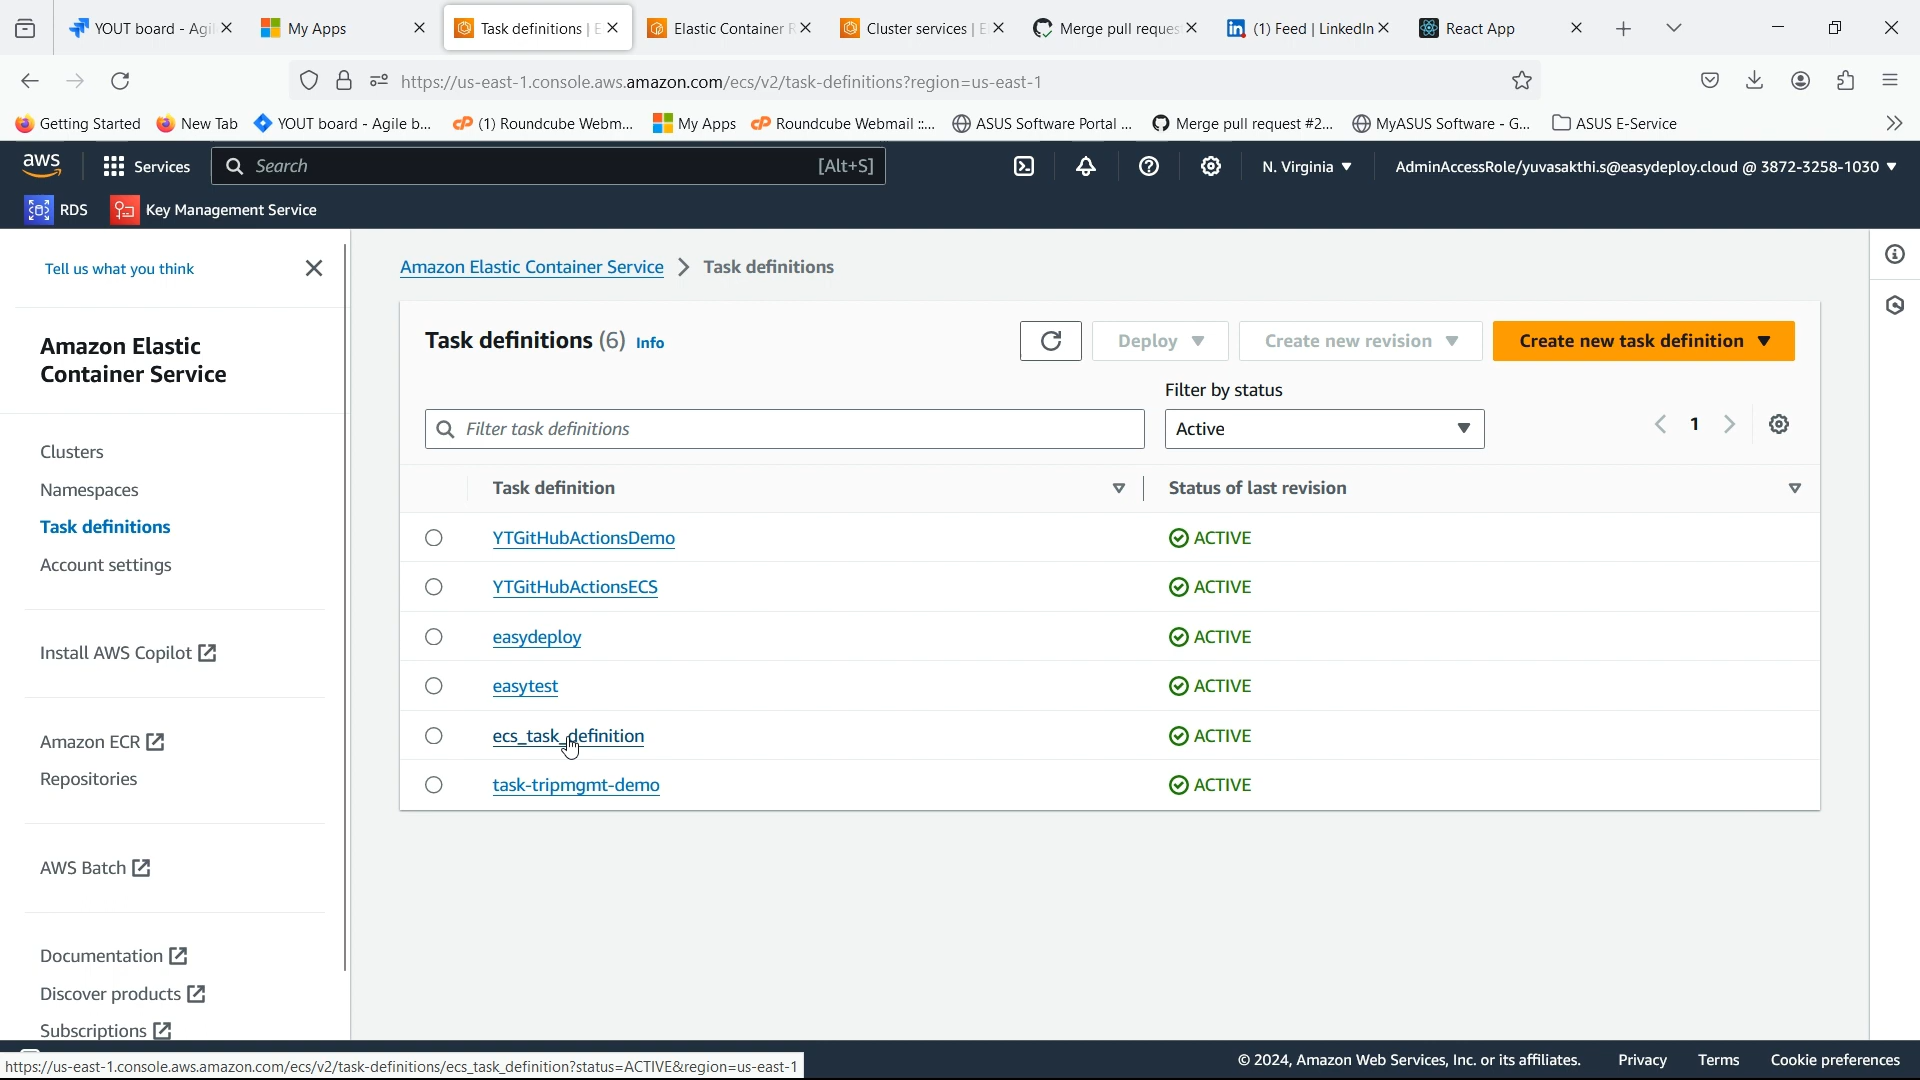 YOUT board - Agil
My Apps
Task definitions | E
Elastic Container R
Cluster services | E
Merge pull reques
(1) Feed | LinkedIn
React App
https://us-east-1.console.aws.amazon.com/ecs/v2/task-definitions?region=us-east-1
Getting Started
New Tab
YOUT board - Agile b...
(1) Roundcube Webm...
My Apps
Roundcube Webmail ::...
ASUS Software Portal ...
Merge pull request #2...
MyASUS Software - G...
ASUS E-Service
aws
Services
Search
[Alt+S]
N. Virginia
AdminAccessRole/yuvasakthi.s@easydeploy.cloud @ 3872-3258-1030
RDS
Key Management Service
Tell us what you think
Amazon Elastic
Container Service
Clusters
Namespaces
Task definitions
Account settings
Install AWS Copilot
Amazon ECR
Repositories
AWS Batch
Documentation
Discover products
Subscriptions
Amazon Elastic Container Service > Task definitions
Task definitions (6) Info
Deploy
Create new revision
Create new task definition
Filter by status
Filter task definitions
Active
1
Task definition
Status of last revision
YTGitHubActionsDemo
ACTIVE
YTGitHubActionsECS
ACTIVE
easydeploy
ACTIVE
easytest
ACTIVE
ecs_task_definition
ACTIVE
task-tripmgmt-demo
ACTIVE
https://us-east-1.console.aws.amazon.com/ecs/v2/task-definitions/ecs_task_definition?status=ACTIVE&region=us-east-1
© 2024, Amazon Web Services, Inc. or its affiliates.
Privacy
Terms
Cookie preferences